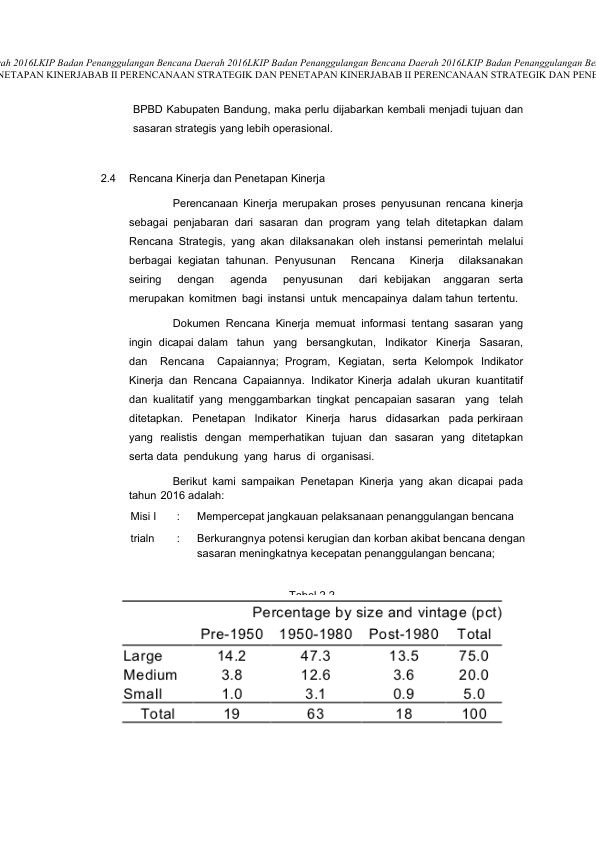 rah 2016LKIP Badan Penanggulangan Bencana Daerah 2016LKIP Badan Penanggulangan Bencana Daerah 2016LKIP Badan Penanggulangan Be
NETAPAN KINERJABAB II PERENCANAAN STRATEGIK DAN PENETAPAN KINERJABAB II PERENCANAAN STRATEGIK DAN PENE
BPBD Kabupaten Bandung, maka perlu dijabarkan kembali menjadi tujuan dan
sasaran strategis yang lebih operasional.
2.4 Rencana Kinerja dan Penetapan Kinerja
Perencanaan Kinerja merupakan proses penyusunan rencana kinerja
sebagai penjabaran dari sasaran dan program yang telah ditetapkan dalam
Rencana Strategis, yang akan dilaksanakan oleh instansi pemerintah melalui
berbagai kegiatan tahunan. Penyusunan Rencana Kinerja dilaksanakan
seiring dengan agenda penyusunan dari kebijakan anggaran serta
merupakan komitmen bagi instansi untuk mencapainya dalam tahun tertentu.
Dokumen Rencana Kinerja memuat informasi tentang sasaran yang
ingin dicapai dalam tahun yang bersangkutan, Indikator Kinerja Sasaran,
dan Rencana Capaiannya; Program, Kegiatan, serta Kelompok Indikator
Kinerja dan Rencana Capaiannya. Indikator Kinerja adalah ukuran kuantitatif
dan kualitatif yang menggambarkan tingkat pencapaian sasaran yang telah
ditetapkan. Penetapan Indikator Kinerja harus didasarkan pada perkiraan
yang realistis dengan memperhatikan tujuan dan sasaran yang ditetapkan
serta data pendukung yang harus di organisasi.
Berikut kami sampaikan Penetapan Kinerja yang akan dicapai pada
tahun 2016 adalah:
Misi I : Mempercepat jangkauan pelaksanaan penanggulangan bencana
trialn : Berkurangnya potensi kerugian dan korban akibat bencana dengan
sasaran meningkatnya kecepatan penanggulangan bencana;
Tabel 2.2
Percentage by size and vintage (pct)
Pre-1950 1950-1980 Post-1980 Total
Large 14.2 47.3 13.5 75.0
Medium 3.8 12.6 3.6 20.0
Small 1.0 3.1 0.9 5.0
Total 19 63 18 100